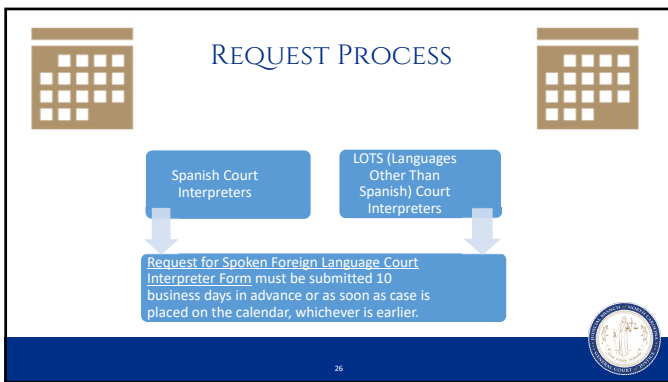 REQUEST PROCESS
Spanish Court
Interpreters
LOTS (Languages
Other Than
Spanish) Court
Interpreters
Request for Spoken Foreign Language Court
Interpreter Form must be submitted 10
business days in advance or as soon as case is
placed on the calendar, whichever is earlier.
26